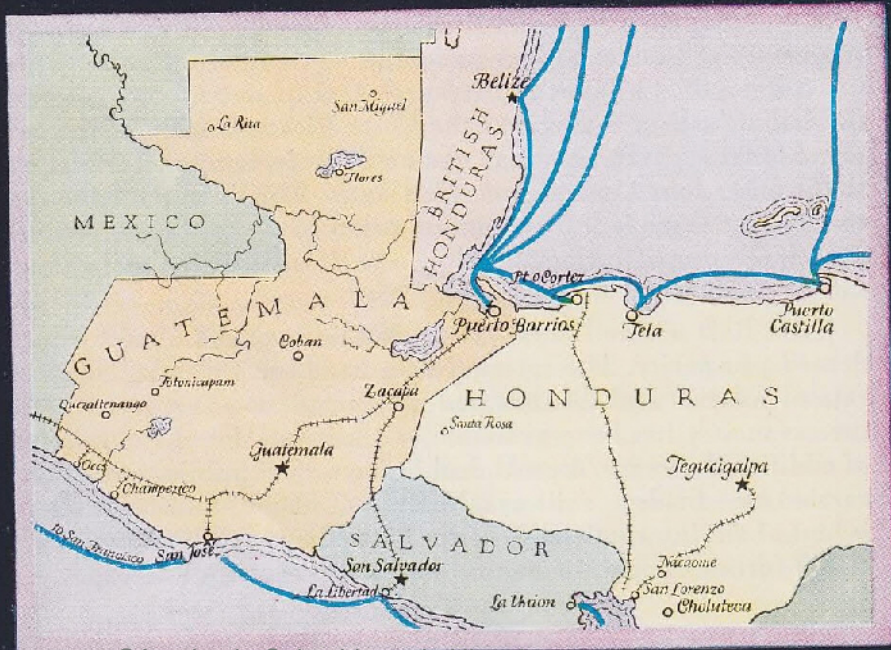 Belize
San Miguel
La Rita
Flores
BRITISH
HONDURAS
MEXICO
Pto Cortez
GUATEMALA
Puerto Barrios
Tela
Puerto
Castilla
Coban
Totonicapam
Zacapa
HONDURAS
Quezaltenango
Santa Rosa
Guatemala
Tegucigalpa
Ocos
Champerico
to San Francisco
San José
SALVADOR
San Salvador
Nacaome
La Libertad
La Union
San Lorenzo
Choluteca